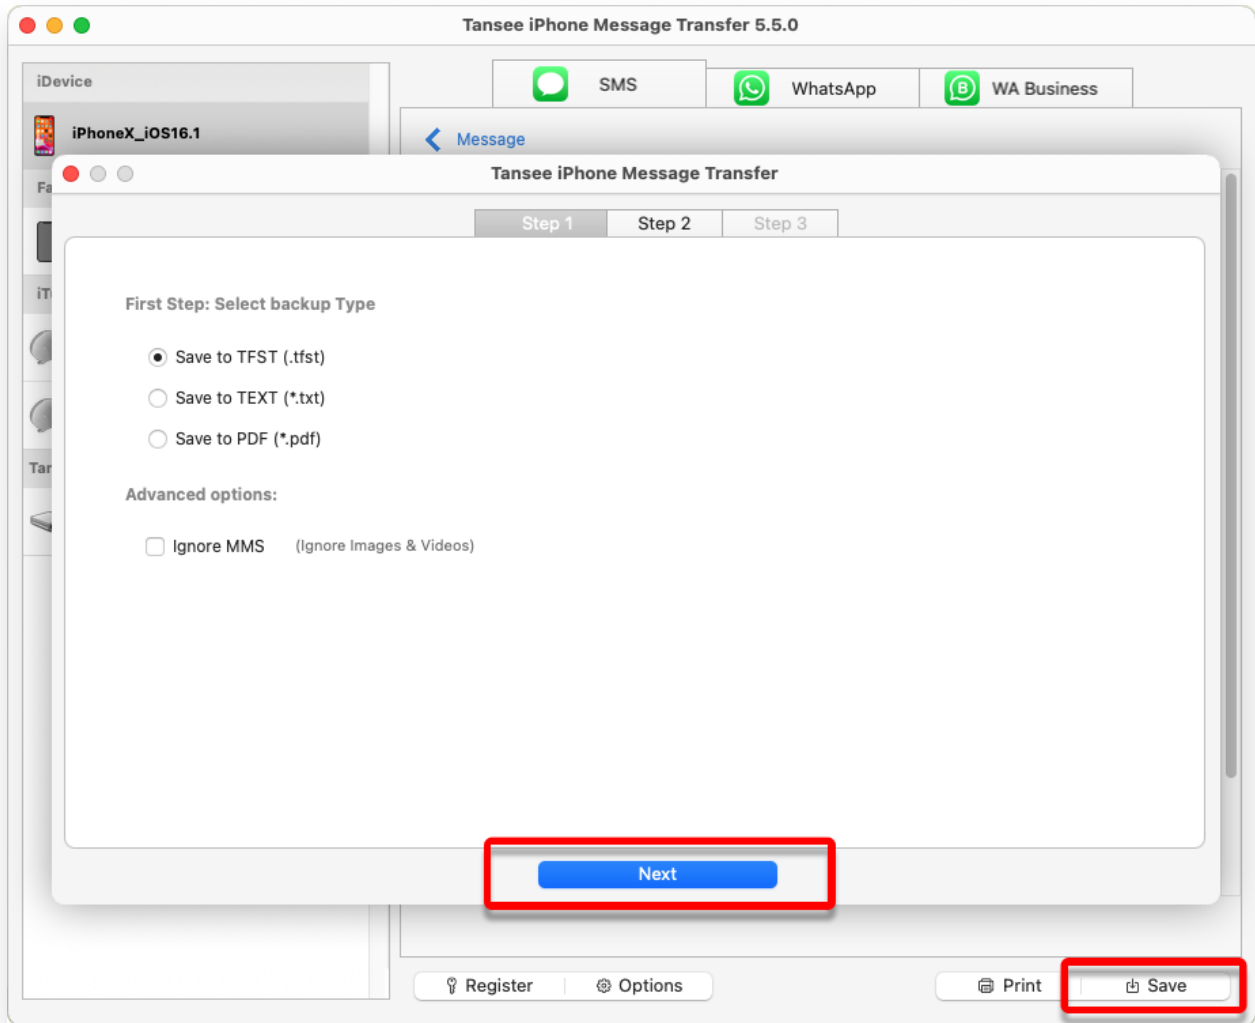 Tansee iPhone Message Transfer 5.5.0
iDevice
SMS
WhatsApp
WA Business
iPhoneX_iOS16.1
Message
Tansee iPhone Message Transfer
Step 1
Step 2
Step 3
First Step: Select backup Type
Save to TFST (.tfst)
Save to TEXT (*.txt)
Save to PDF (*.pdf)
Advanced options:
Ignore MMS (Ignore Images & Videos)
Next
Register
Options
Print
Save